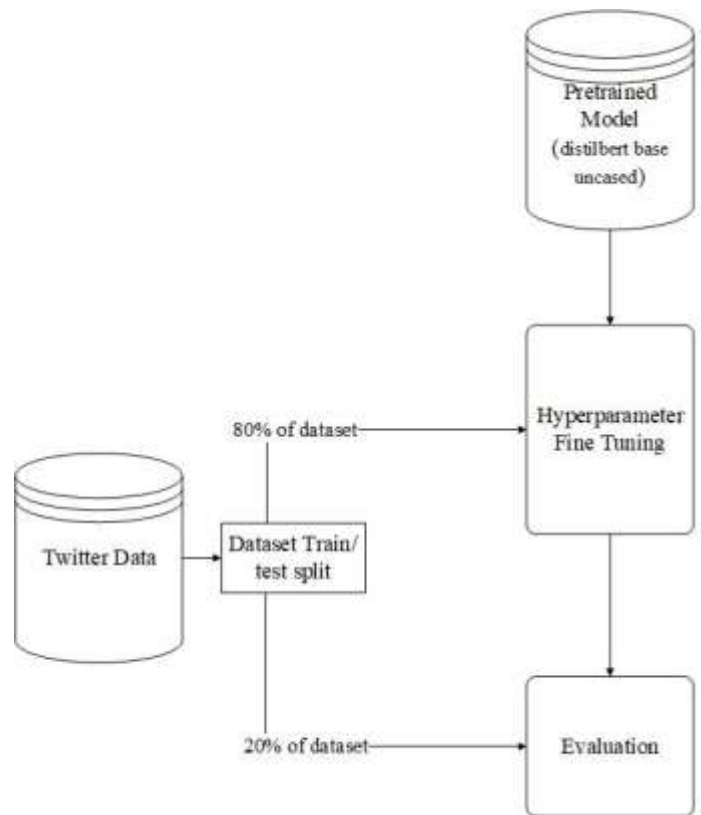 Pretrained
Model
(distilbert base
uncased)
80% of dataset
Hyperparameter
Fine Tuning
Twitter Data
Dataset Train/
test split
20% of dataset
Evaluation